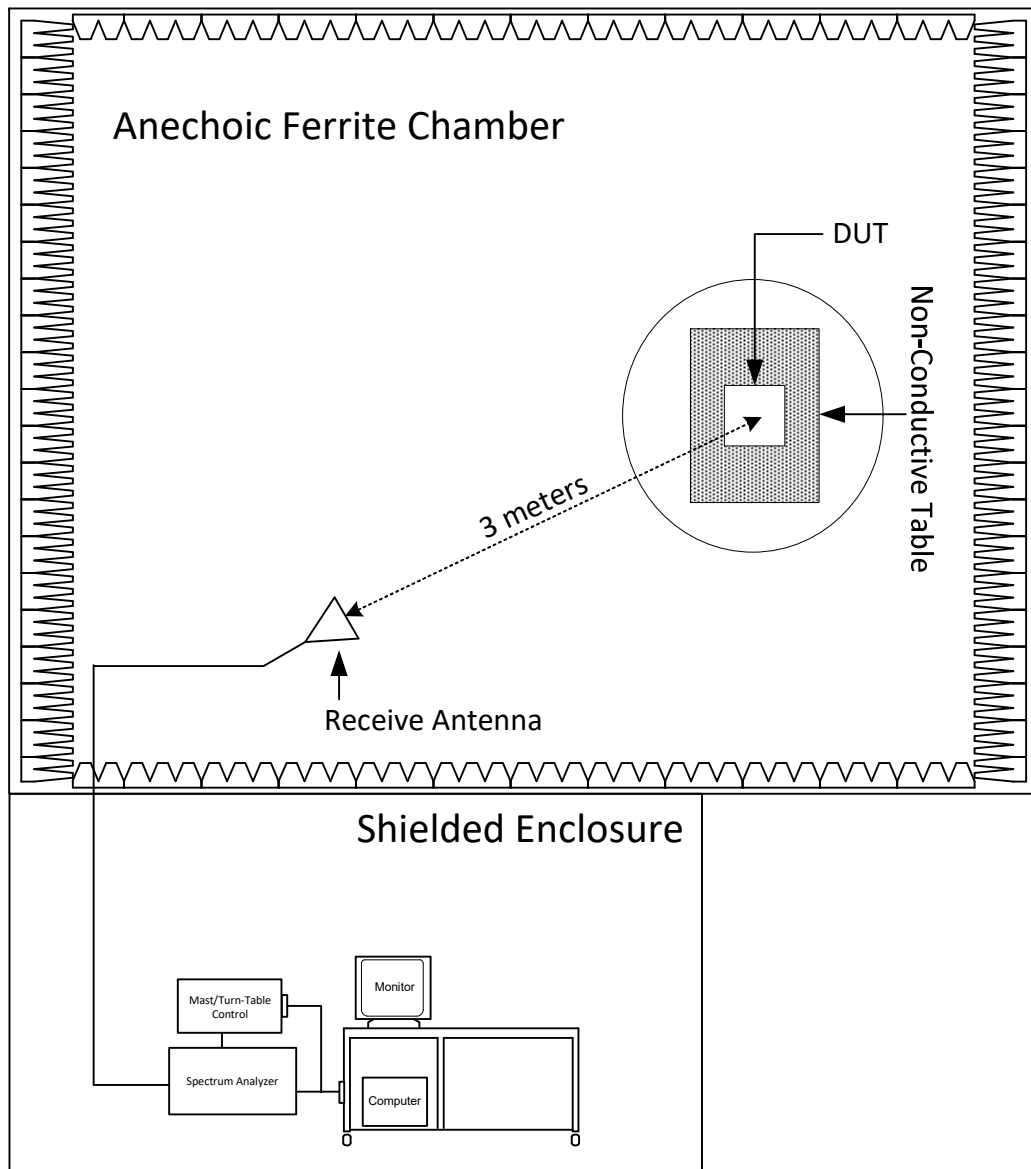 Anechoic Ferrite Chamber
DUT
Non-Conductive Table
3 meters
Receive Antenna
Shielded Enclosure
Monitor
Mast/Turn-Table
Control
Spectrum Analyzer
Computer